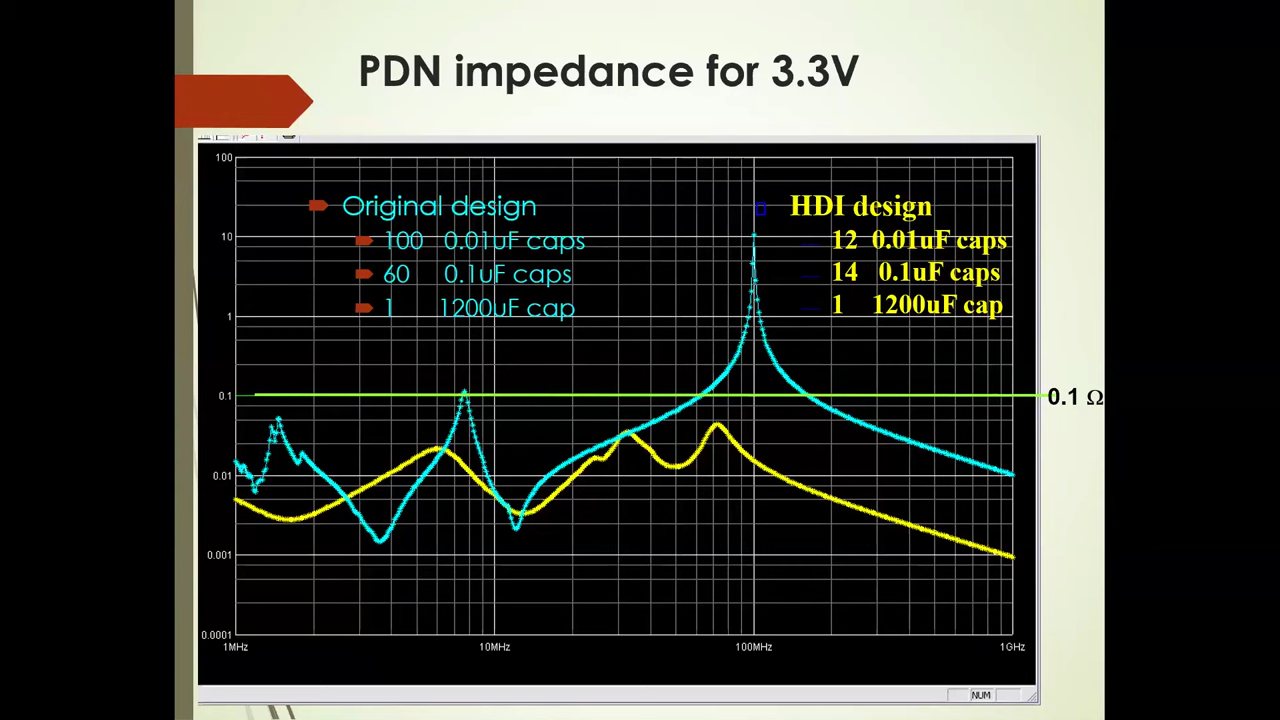 PDN impedance for 3.3V
100
Original design
HDI design
10
100 0.01uF caps
12 0.01uF caps
60 0.1uF caps
14 0.1uF caps
1 1200uF cap
1 1200uF cap
1
0.1
0.1 Ω
0.01
0.001
0.0001
1MHz 10MHz 100MHz 1GHz
NUM